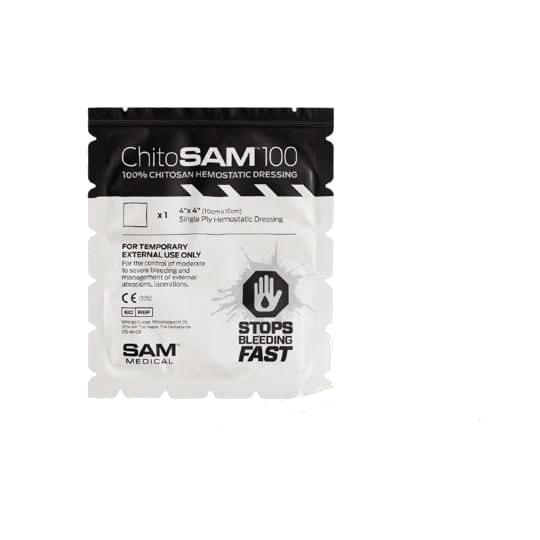 ChitoSAM™ 100
100% CHITOSAN HEMOSTATIC DRESSING
x 1
4"x 4" (10cm x 10cm)
Single Ply Hemostatic Dressing
FOR TEMPORARY
EXTERNAL USE ONLY
For the control of moderate
to severe bleeding and
management of external
abrasions, lacerations.
CE
EC REP
STOPS
BLEEDING
FAST
SAM™
MEDICAL